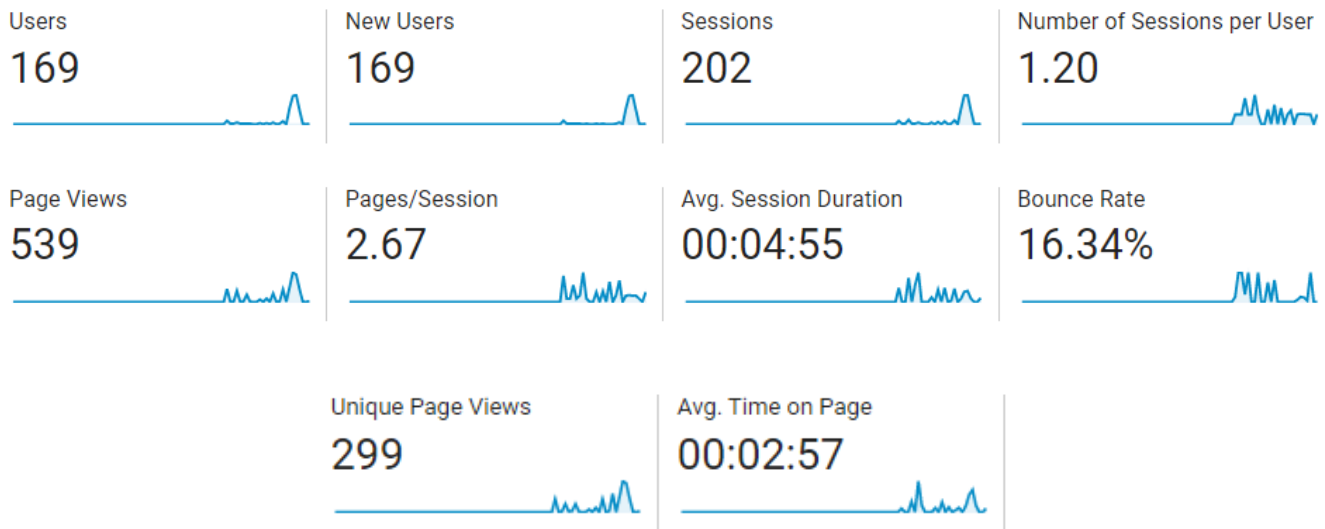 Users
New Users
Sessions
Number of Sessions per User
169
169
202
1.20
Page Views
Pages/Session
Avg. Session Duration
Bounce Rate
539
2.67
00:04:55
16.34%
Unique Page Views
Avg. Time on Page
299
00:02:57